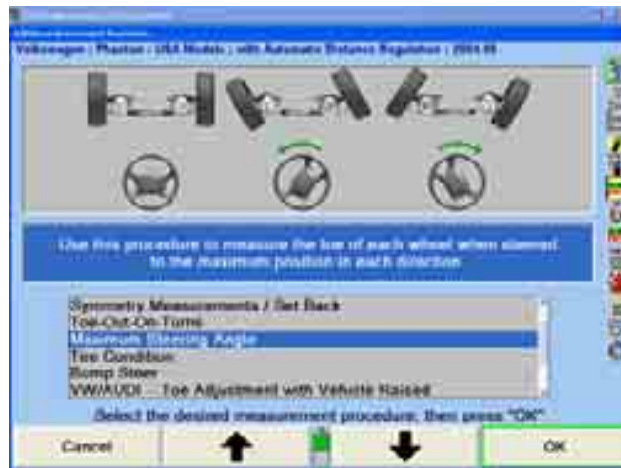 Volkswagen : Phaeton : USA Models : with Automatic Distance Regulation : 2004-05
Use this procedure to measure the toe of each wheel when steered
to the maximum position in each direction
Symmetry Measurements / Set Back
Toe-Out-On-Turns
Maximum Steering Angle
Tire Condition
Bump Steer
VW/AUDI - Toe Adjustment with Vehicle Raised
Select the desired measurement procedure, then press "OK"
Cancel
OK